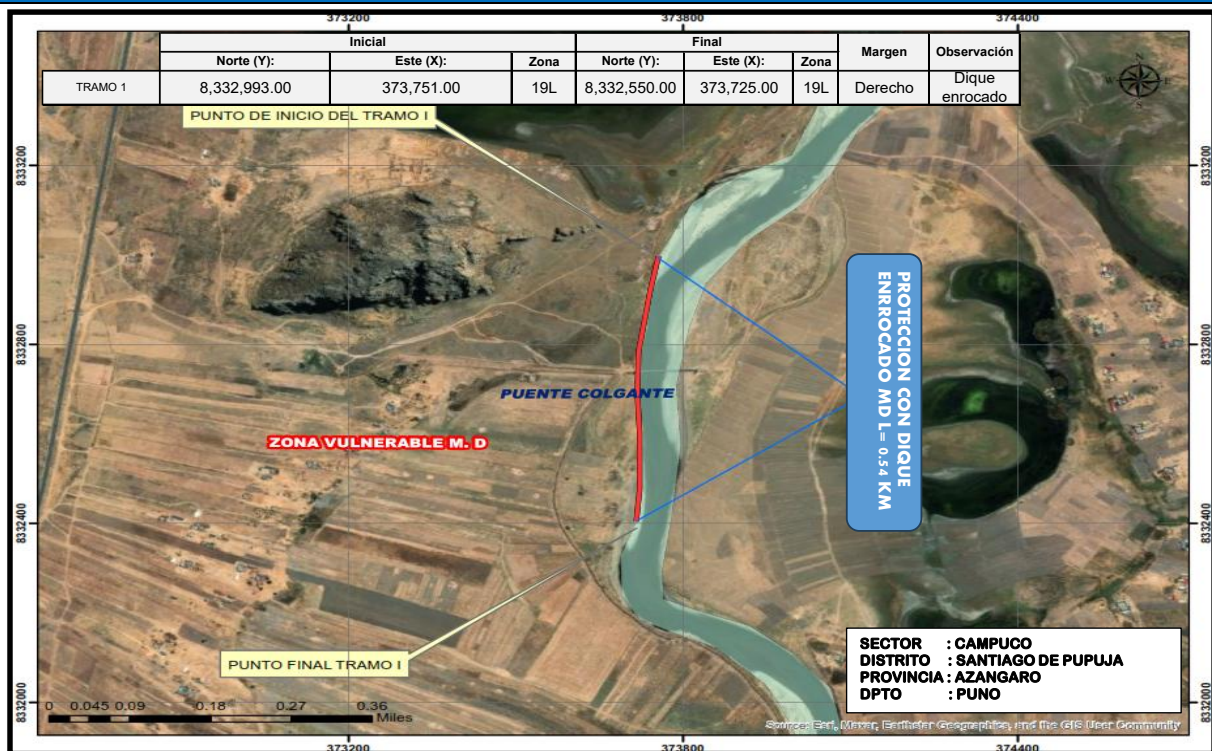 373200 373800 374400
Inicial Final Margen Observación
Norte (Y): Este (X): Zona Norte (Y): Este (X): Zona
TRAMO 1 8,332,993.00 373,751.00 19L 8,332,550.00 373,725.00 19L Derecho Dique
enrocado
N
W E
S
PUNTO DE INICIO DEL TRAMO I
8333200 8333200
PROTECCION CON DIQUE
ENRROCADO MD L= 0.54 KM
8332800 8332800
PUENTE COLGANTE
ZONA VULNERABLE M. D
8332400 8332400
PUNTO FINAL TRAMO I
SECTOR : CAMPUCO
DISTRITO : SANTIAGO DE PUPUJA
PROVINCIA : AZANGARO
DPTO : PUNO
8332000 8332000
0 0.045 0.09 0.18 0.27 0.36
Miles
Source: Esri, Maxar, Earthstar Geographics, and the GIS User Community
373200 373800 374400